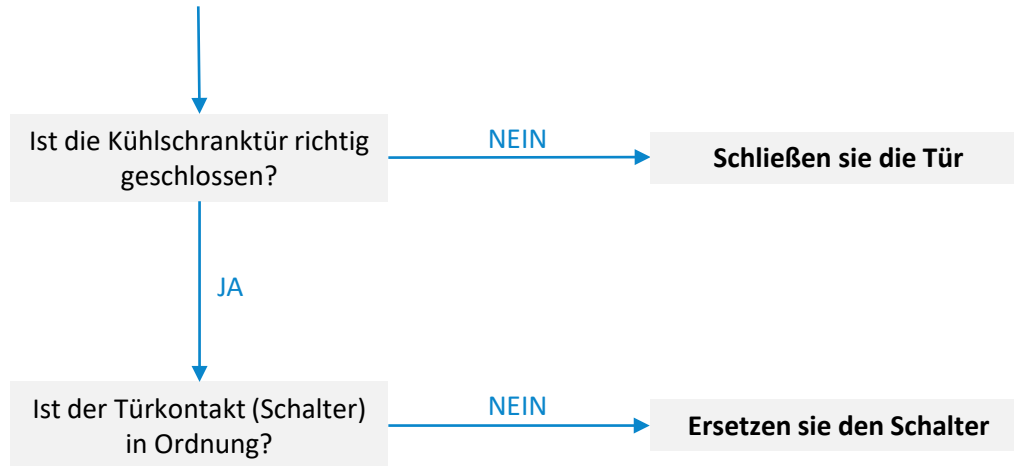 Ist die Kühlschranktür richtig
geschlossen?
NEIN
Schließen sie die Tür
JA
Ist der Türkontakt (Schalter)
in Ordnung?
NEIN
Ersetzen sie den Schalter